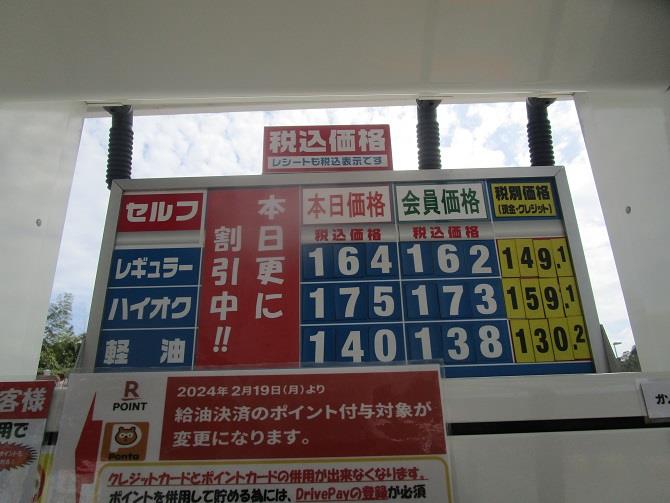 税込価格
レシートも税込表示です
セルフ
本日更に
割引中!!
本日価格
会員価格
税別価格
(現金・クレジット)
税込価格
税込価格
レギュラー
164
162
149.1
ハイオク
175
173
159.1
軽油
140
138
130.2
R
POINT
Ponta
2024年2月19日(月)より
給油決済のポイント付与対象が
変更になります。
クレジットカードとポイントカードの併用が出来なくなります。
ポイントを併用して貯める為には、DrivePayの登録が必須
客様
用で
ガソ